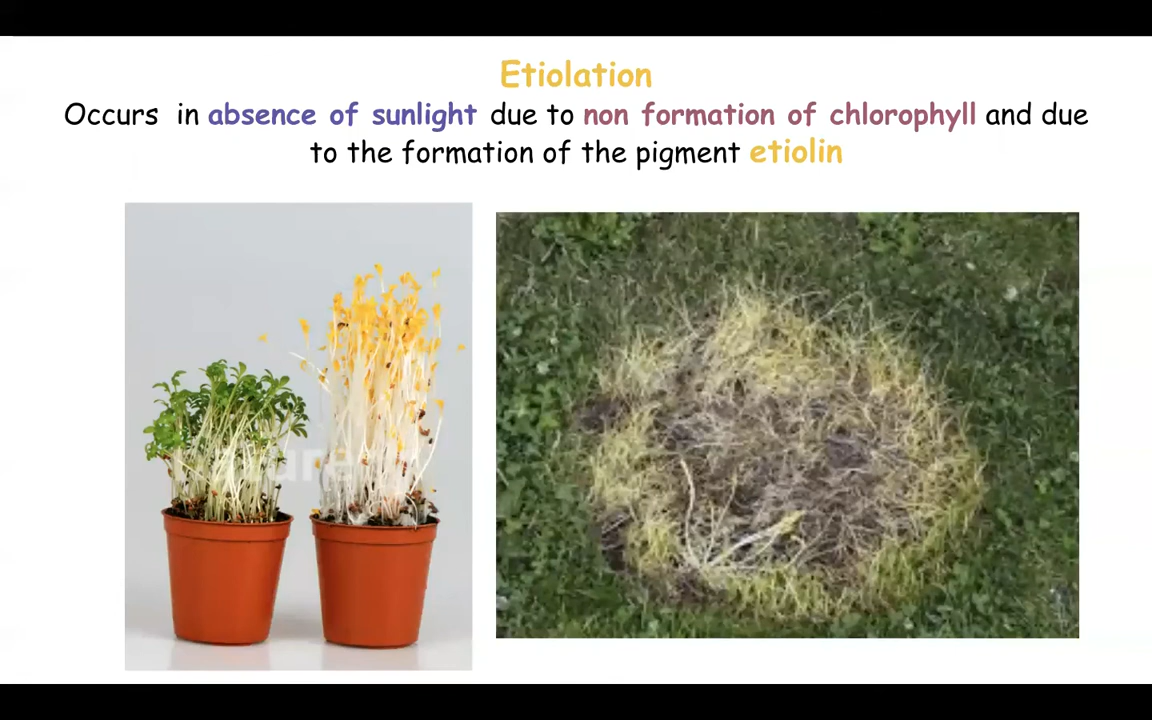 Etiolation
Occurs in absence of sunlight due to non formation of chlorophyll and due
to the formation of the pigment etiolin